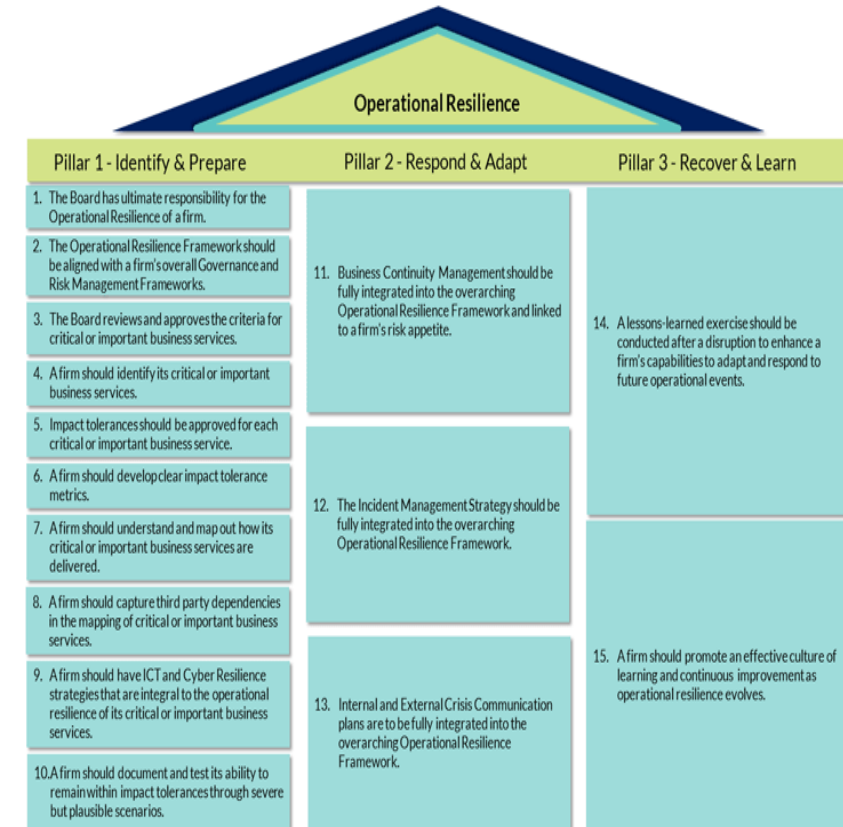 Operational Resilience
Pillar 1 - Identify & Prepare
1. The Board has ultimate responsibility for the
Operational Resilience of a firm.
2. The Operational Resilience Framework should
be aligned with a firm's overall Governance and
Risk Management Frameworks.
3. The Board reviews and approves the criteria for
critical or important business services.
4. A firm should identify its critical or important
business services.
5. Impact tolerances should be approved for each
critical or important business service.
6. A firm should develop clear impact tolerance
metrics.
7. A firm should understand and map out how its
critical or important business services are
delivered.
8. A firm should capture third party dependencies
in the mapping of critical or important business
services.
9. A firm should have ICT and Cyber Resilience
strategies that are integral to the operational
resilience of its critical or important business
services.
10.A firm should document and test its ability to
remain within impact tolerances through severe
but plausible scenarios.
Pillar 2 - Respond & Adapt
11. Business Continuity Management should be
fully integrated into the overarching
Operational Resilience Framework and linked
to a firm's risk appetite.
12. The Incident Management Strategy should be
fully integrated into the overarching
Operational Resilience Framework.
13. Internal and External Crisis Communication
plans are to be fully integrated into the
overarching Operational Resilience
Framework.
Pillar 3 - Recover & Learn
14. A lessons-learned exercise should be
conducted after a disruption to enhance a
firm's capabilities to adapt and respond to
future operational events.
15. A firm should promote an effective culture of
learning and continuous improvement as
operational resilience evolves.